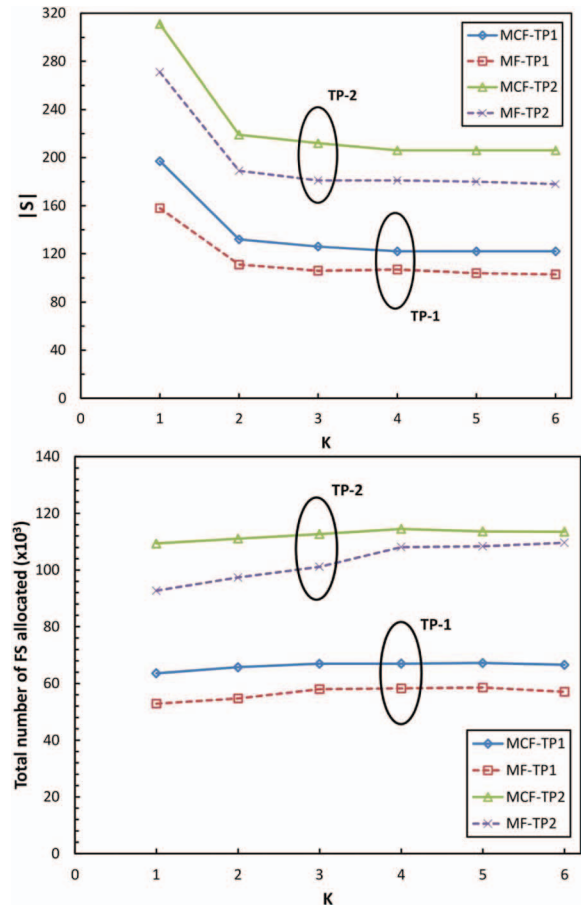 320
280
240
200
160
120
80
40
0
|S|
0 1 2 3 4 5 6
K
TP-2
TP-1
MCF-TP1
MF-TP1
MCF-TP2
MF-TP2
140
120
100
80
60
40
20
0
Total number of FS allocated (x10³)
0 1 2 3 4 5 6
K
TP-2
TP-1
MCF-TP1
MF-TP1
MCF-TP2
MF-TP2